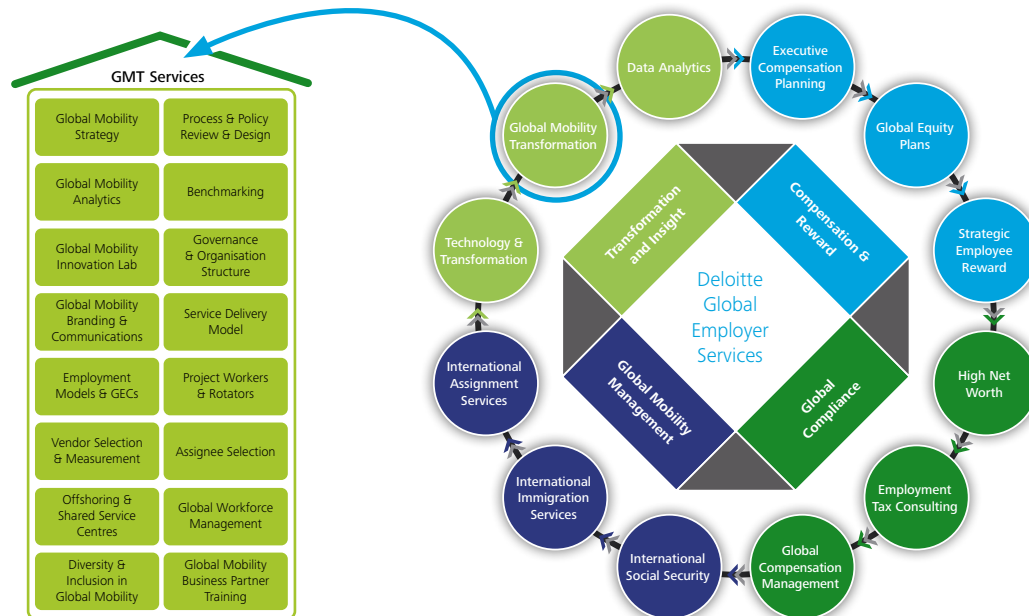 GMT Services
Global Mobility
Strategy
Process & Policy
Review & Design
Global Mobility
Analytics
Benchmarking
Global Mobility
Innovation Lab
Governance
& Organisation
Structure
Global Mobility
Branding &
Communications
Service Delivery
Model
Employment
Models & GECs
Project Workers
& Rotators
Vendor Selection
& Measurement
Assignee Selection
Offshoring &
Shared Service
Centres
Global Workforce
Management
Diversity &
Inclusion in
Global Mobility
Global Mobility
Business Partner
Training
Data Analytics
Executive
Compensation
Planning
Global Equity
Plans
Strategic
Employee
Reward
High Net
Worth
Employment
Tax Consulting
Global
Compensation
Management
International
Social Security
International
Immigration
Services
International
Assignment
Services
Technology &
Transformation
Global Mobility
Transformation
Transformation
and Insight
Compensation &
Reward
Deloitte
Global
Employer
Services
Global Mobility
Management
Global
Compliance